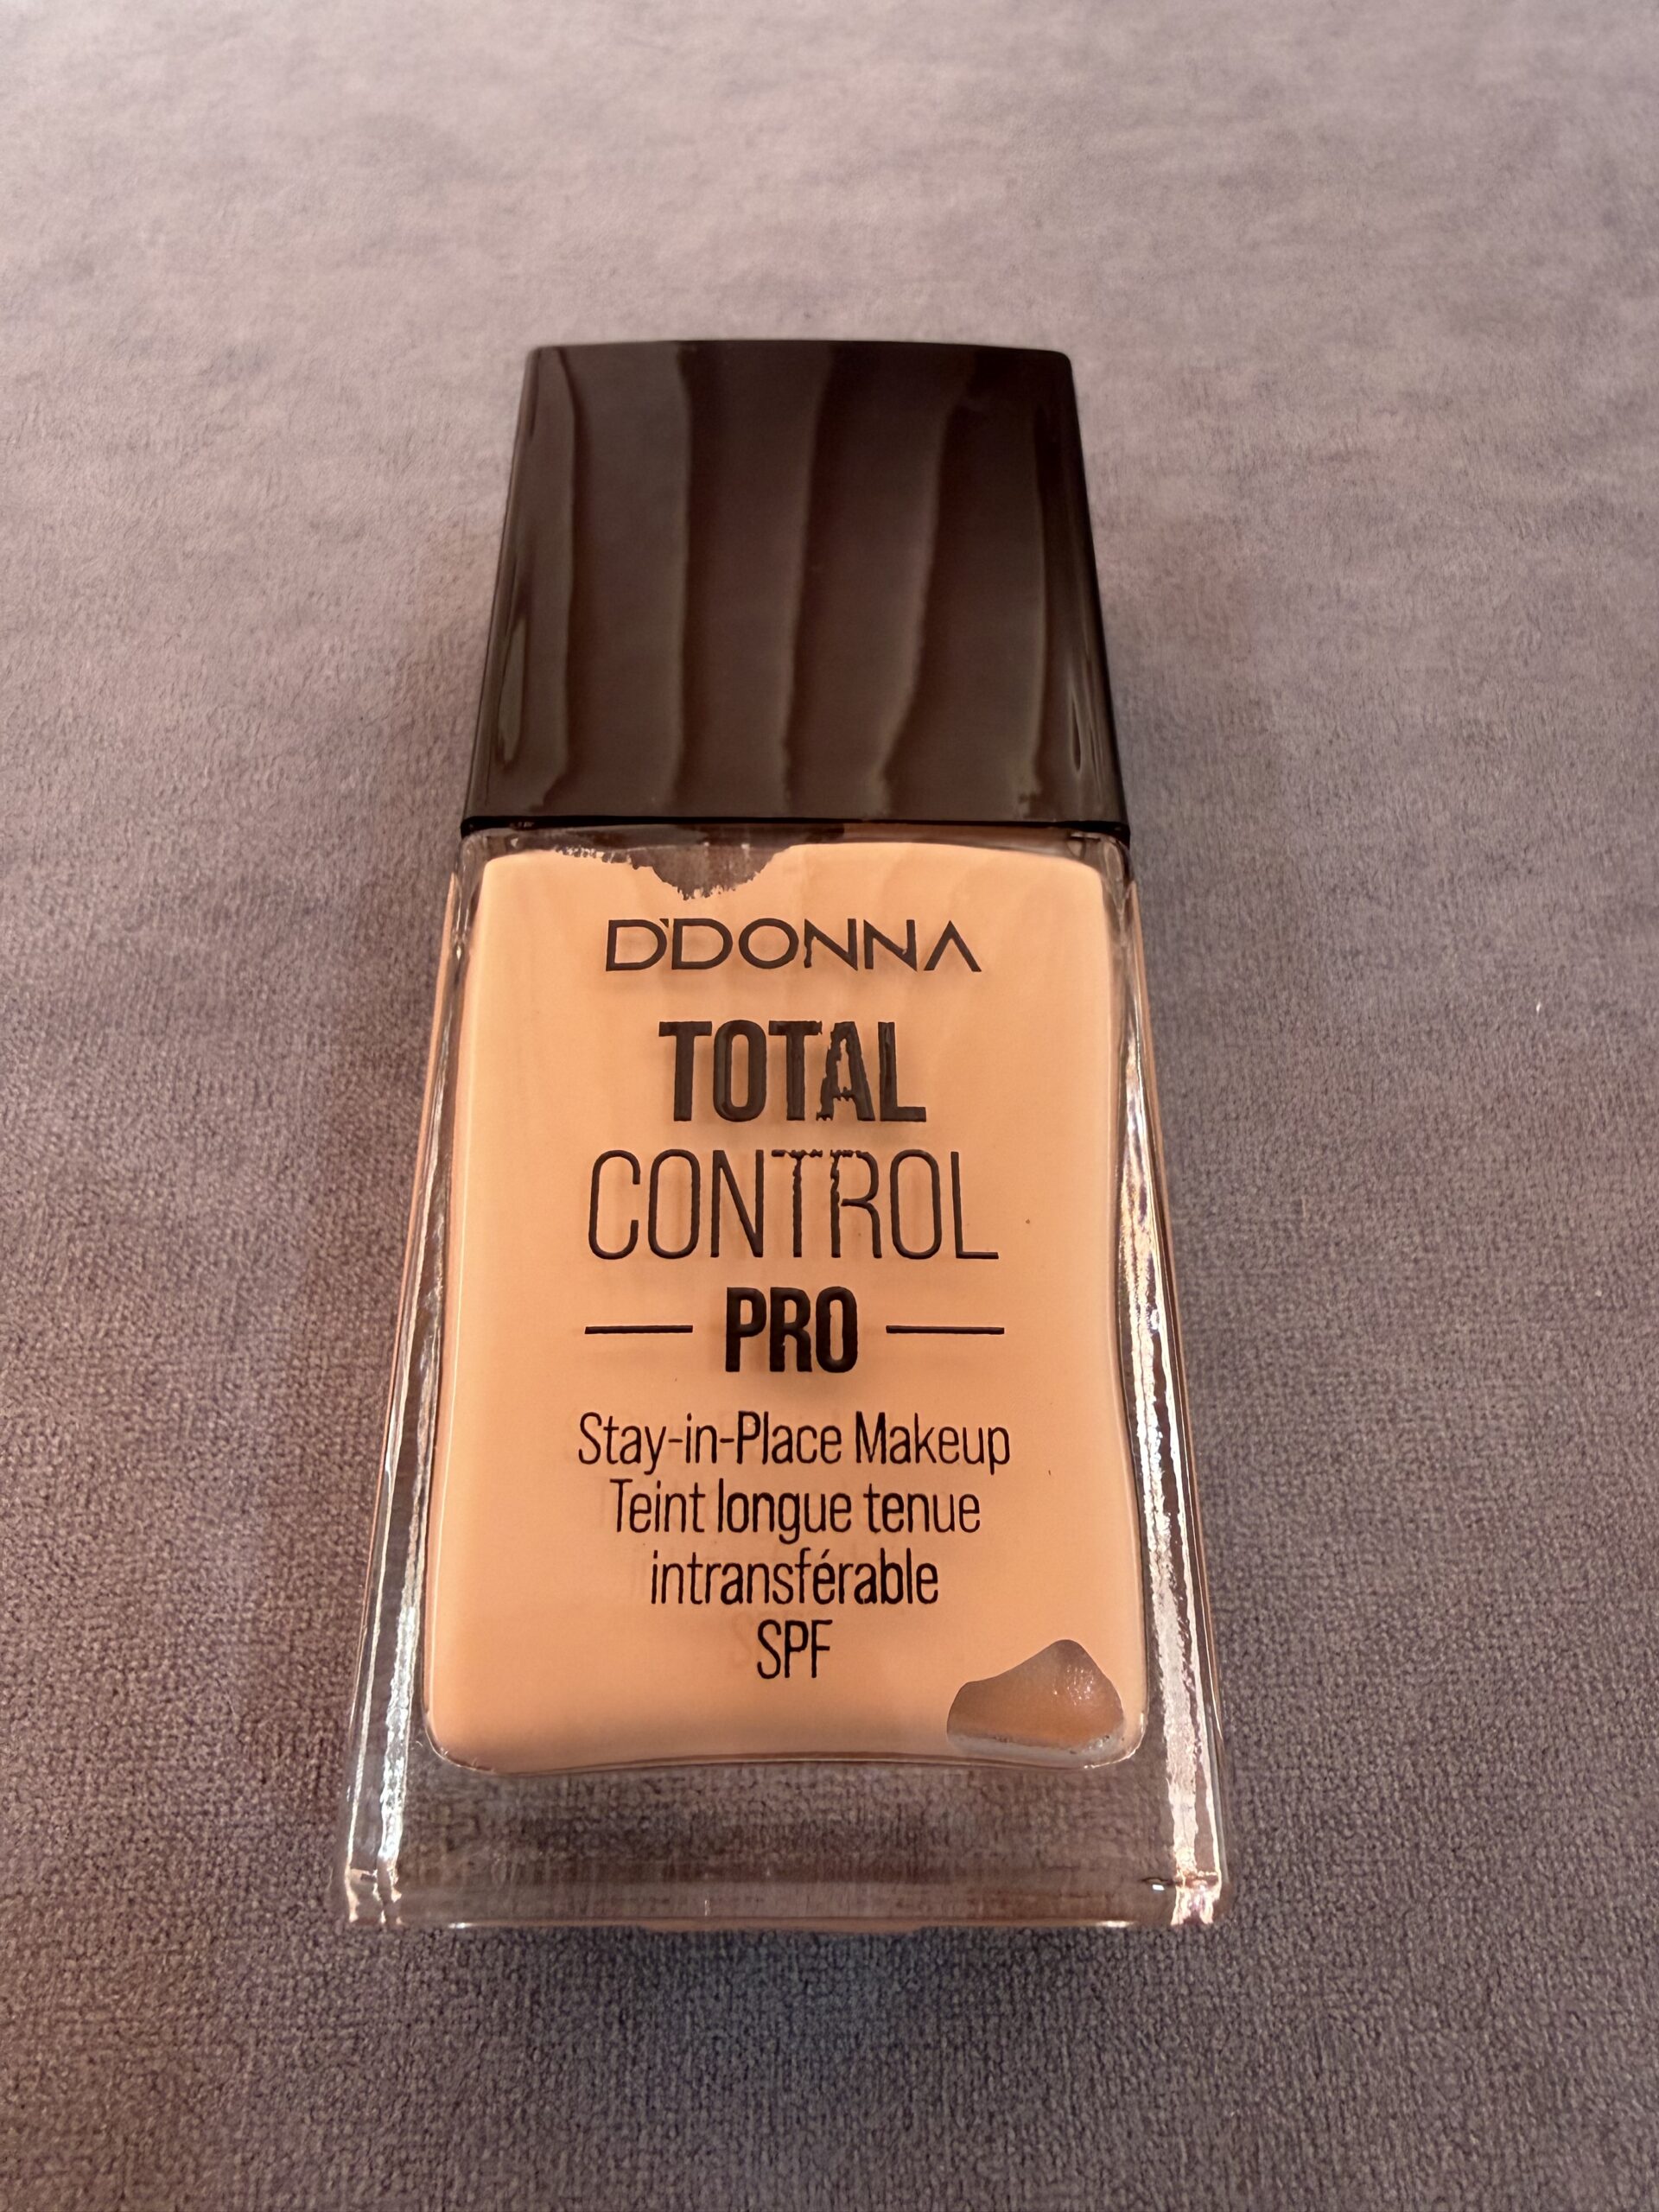 D'DONNA
TOTAL
CONTROL
PRO
Stay-in-Place Makeup
Teint longue tenue
intransférable
SPF